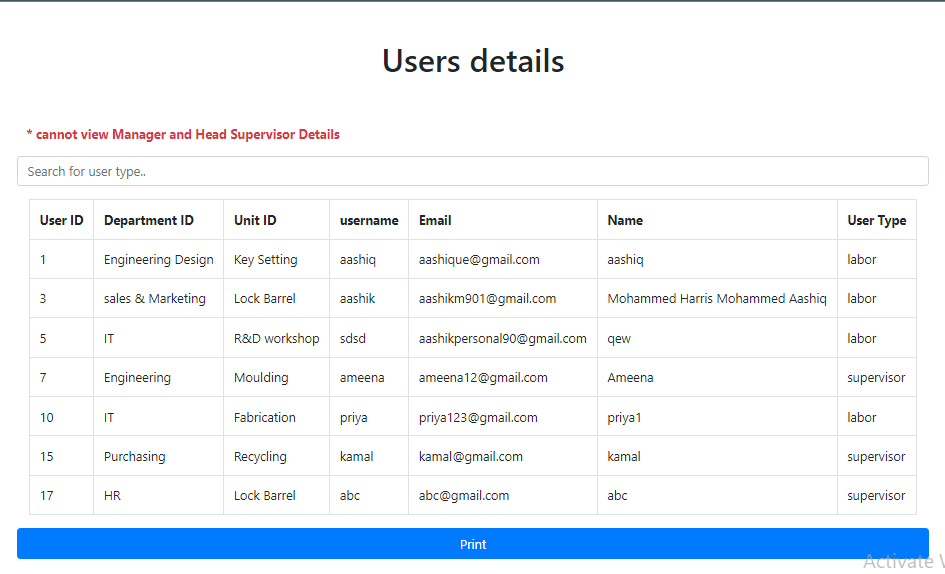 Users details
* cannot view Manager and Head Supervisor Details
Search for user type..
User ID Department ID Unit ID username Email Name User Type
1 Engineering Design Key Setting aashiq aashique@gmail.com aashiq labor
3 sales & Marketing Lock Barrel aashik aashikm901@gmail.com Mohammed Harris Mohammed Aashiq labor
5 IT R&D workshop sdsd aashikpersonal90@gmail.com qew labor
7 Engineering Moulding ameena ameena12@gmail.com Ameena supervisor
10 IT Fabrication priya priya123@gmail.com priya1 labor
15 Purchasing Recycling kamal kamal@gmail.com kamal supervisor
17 HR Lock Barrel abc abc@gmail.com abc supervisor
Print
Activate